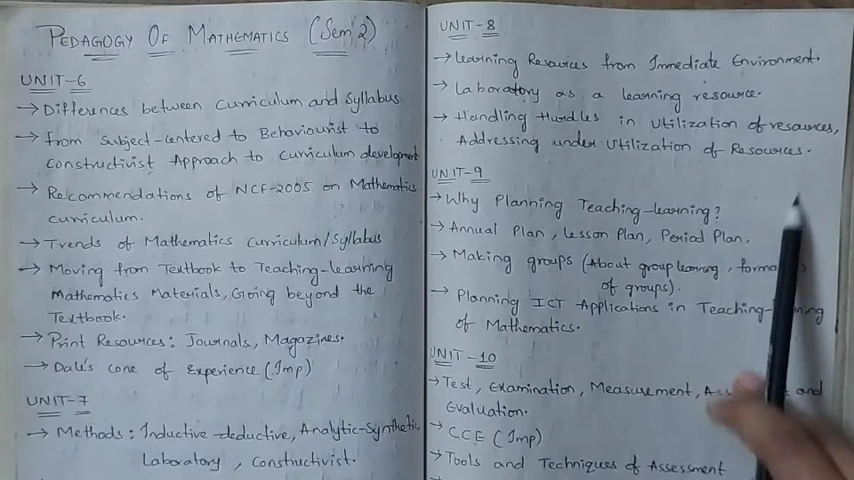 PEDAGOGY OF MATHEMATICS (Sem 2)
UNIT-6
→ Differences between Curriculum and Syllabus
→ From Subject-centered to Behaviourist to
Constructivist Approach to Curriculum development
→ Recommendations of NCF-2005 on Mathematics
curriculum.
→ Trends of Mathematics Curriculum/Syllabus
→ Moving from Textbook to Teaching-learning
Mathematics Materials, Going beyond the
Textbook.
→ Print Resources: Journals, Magazines.
→ Dale's cone of Experience (Imp)
UNIT-7
→ Methods: Inductive-deductive, Analytic-Synthetic,
Laboratory, Constructivist.
UNIT-8
→ Learning Resources from Immediate Environment.
→ Laboratory as a learning resource.
→ Handling Hurdles in Utilization of resources,
Addressing under Utilization of Resources.
UNIT-9
→ Why Planning Teaching-learning?
→ Annual Plan, Lesson Plan, Period Plan.
→ Making groups (About group learning,
of groups).
→ Planning ICT Applications in
of Mathematics.
UNIT-10
→ Test, Examination, Measurement, and
Evaluation.
→ CCE (Imp)
→ Tools and Techniques of Assessment